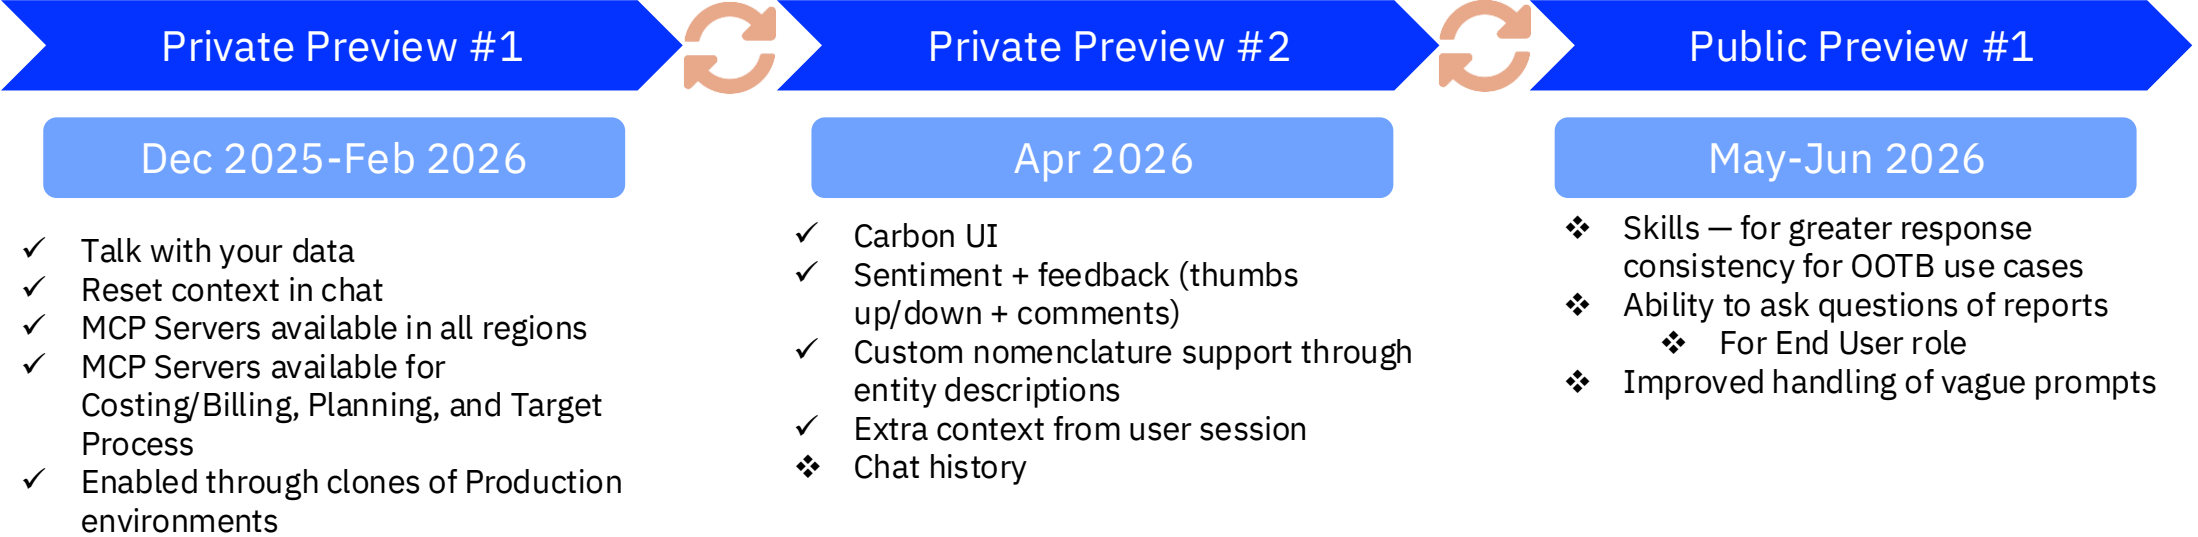 Private Preview #1
Dec 2025-Feb 2026
✓ Talk with your data
✓ Reset context in chat
✓ MCP Servers available in all regions
✓ MCP Servers available for
Costing/Billing, Planning, and Target
Process
✓ Enabled through clones of Production
environments
Private Preview #2
Apr 2026
✓ Carbon UI
✓ Sentiment + feedback (thumbs
up/down + comments)
✓ Custom nomenclature support through
entity descriptions
✓ Extra context from user session
❖ Chat history
Public Preview #1
May-Jun 2026
❖ Skills — for greater response
consistency for OOTB use cases
❖ Ability to ask questions of reports
❖ For End User role
❖ Improved handling of vague prompts